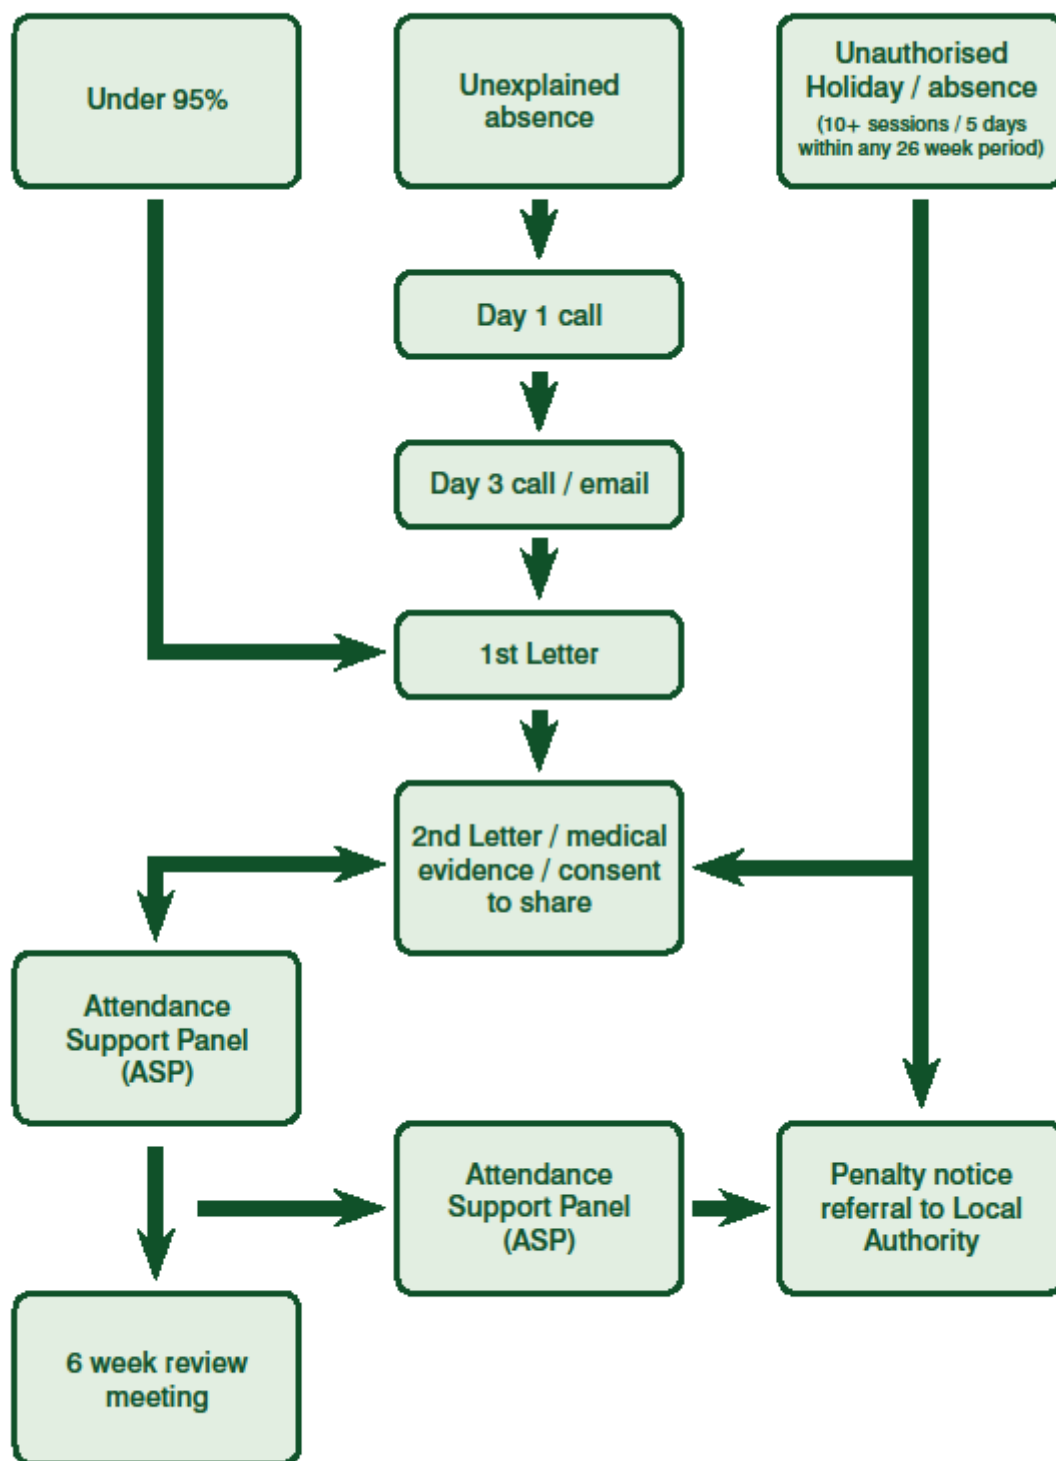 Under 95%
Unexplained
absence
Unauthorised
Holiday / absence
(10+ sessions / 5 days
within any 26 week period)
Day 1 call
Day 3 call / email
1st Letter
2nd Letter / medical
evidence / consent
to share
Attendance
Support Panel
(ASP)
Attendance
Support Panel
(ASP)
Penalty notice
referral to Local
Authority
6 week review
meeting